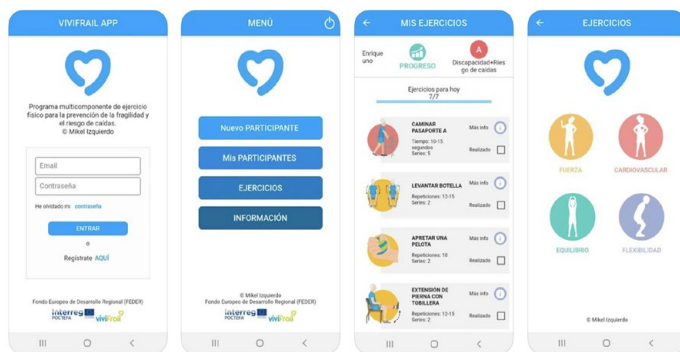 VIVIFRAIL APP
Programa multicomponente de ejercicio
físico para la prevención de la fragilidad y
el riesgo de caídas.
© Mikel Izquierdo
Email
Contraseña
He olvidado mi contraseña
ENTRAR
o
Regístrate AQUÍ
Fondo Europeo de Desarrollo Regional (FEDER)
Interreg
POCTEFA
viviFrail
MENÚ
Nuevo PARTICIPANTE
Mis PARTICIPANTES
EJERCICIOS
INFORMACIÓN
© Mikel Izquierdo
Fondo Europeo de Desarrollo Regional (FEDER)
Interreg
POCTEFA
viviFrail
MIS EJERCICIOS
Enrique
uno
PROGRESO
A
Discapacidad+Ries
go de caídas
Ejercicios para hoy
7/7
CAMINAR
PASAPORTE A
Tiempo: 10-15
segundos
Series: 5
Más info
Realizado
LEVANTAR BOTELLA
Repeticiones: 12-15
Series: 2
Más info
Realizado
APRETAR UNA
PELOTA
Repeticiones: 10
Series: 2
Más info
Realizado
EXTENSIÓN DE
PIERNA CON
TOBILLERA
Repeticiones: 12-15
Series: 2
Más info
Realizado
EJERCICIOS
FUERZA
CARDIOVASCULAR
EQUILIBRIO
FLEXIBILIDAD
© Mikel Izquierdo